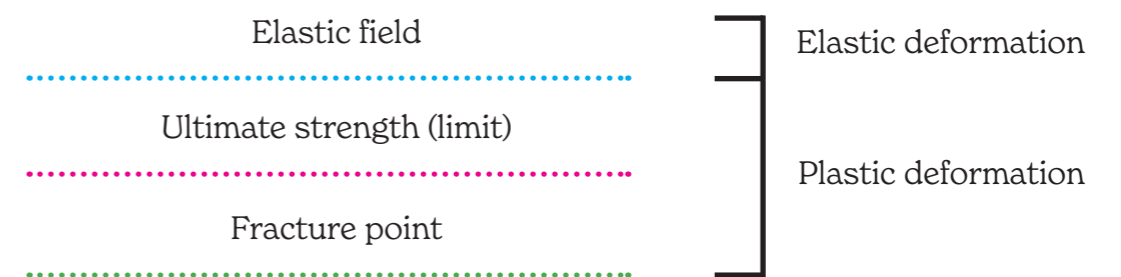 Elastic field
Elastic deformation
Ultimate strength (limit)
Plastic deformation
Fracture point